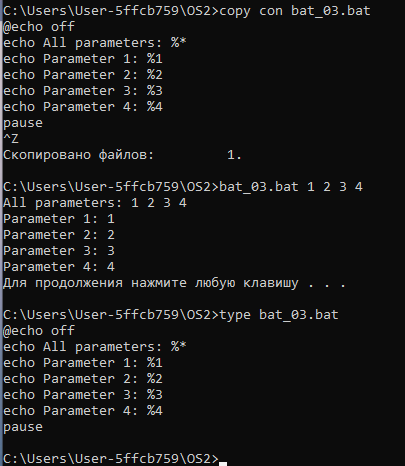 C:\Users\User-5ffcb759\OS2>copy con bat_03.bat
@echo off
echo All parameters: %*
echo Parameter 1: %1
echo Parameter 2: %2
echo Parameter 3: %3
echo Parameter 4: %4
pause
^Z
Скопировано файлов:         1.
C:\Users\User-5ffcb759\OS2>bat_03.bat 1 2 3 4
All parameters: 1 2 3 4
Parameter 1: 1
Parameter 2: 2
Parameter 3: 3
Parameter 4: 4
Для продолжения нажмите любую клавишу . . .
C:\Users\User-5ffcb759\OS2>type bat_03.bat
@echo off
echo All parameters: %*
echo Parameter 1: %1
echo Parameter 2: %2
echo Parameter 3: %3
echo Parameter 4: %4
pause
C:\Users\User-5ffcb759\OS2>